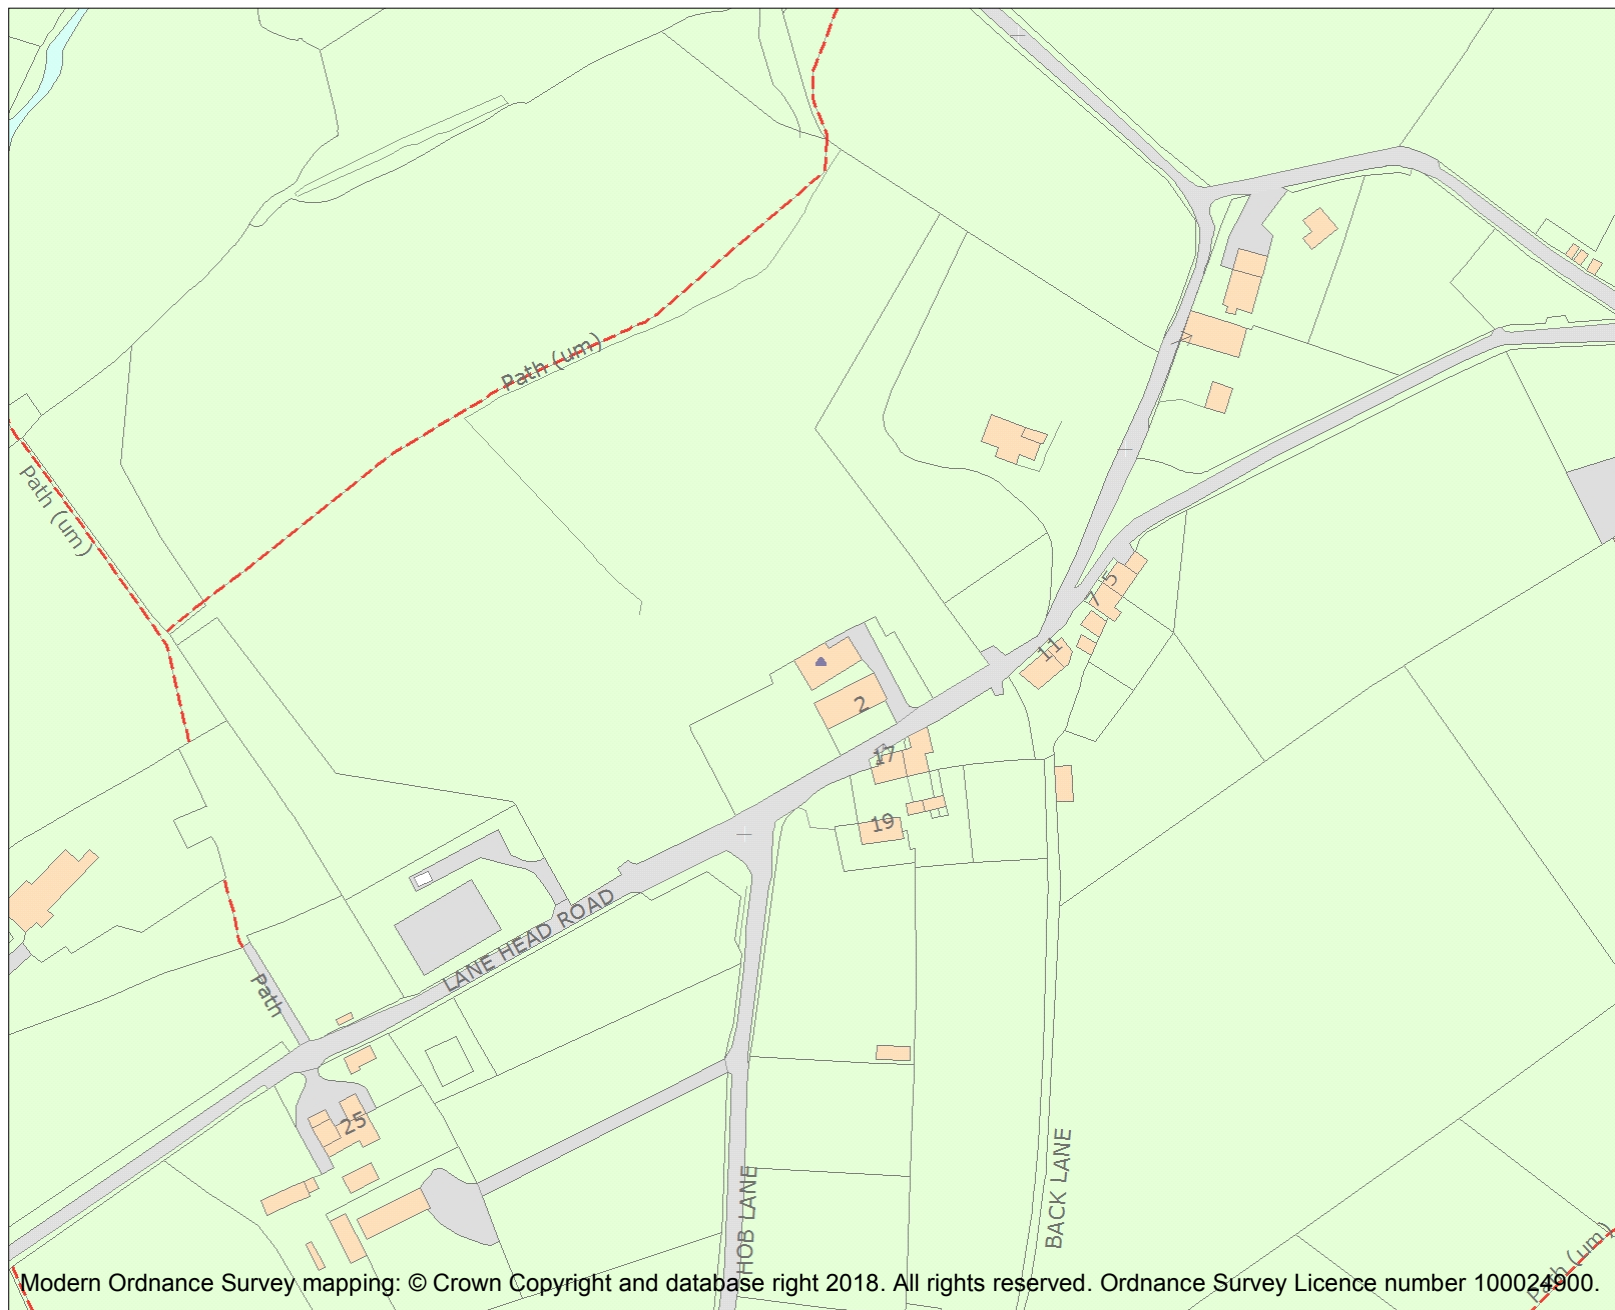 Path (um)
Path (um)
5
7
11
2
17
19
LANE HEAD ROAD
Path
25
HOB LANE
BACK LANE
Path (um)
Modern Ordnance Survey mapping: © Crown Copyright and database right 2018. All rights reserved. Ordnance Survey Licence number 100024900.